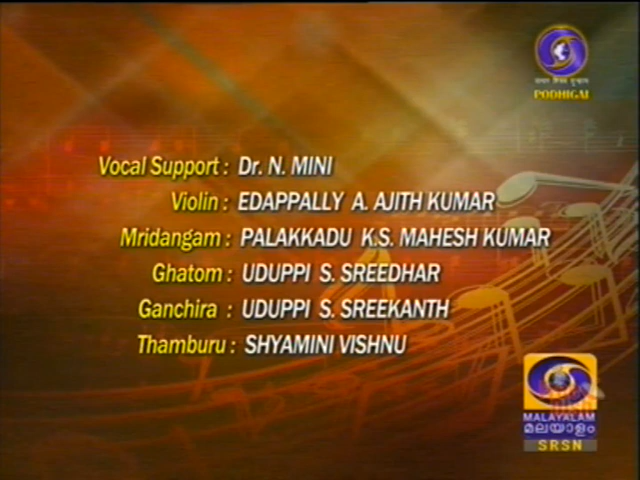 PODHIGAI
Vocal Support : Dr. N. MINI
Violin : EDAPPALLY A. AJITH KUMAR
Mridangam : PALAKKADU K.S. MAHESH KUMAR
Ghatom : UDUPPI S. SREEDHAR
Ganchira : UDUPPI S. SREEKANTH
Thamburu : SHYAMINI VISHNU
MALAYALAM
മലയാളം
SRSN